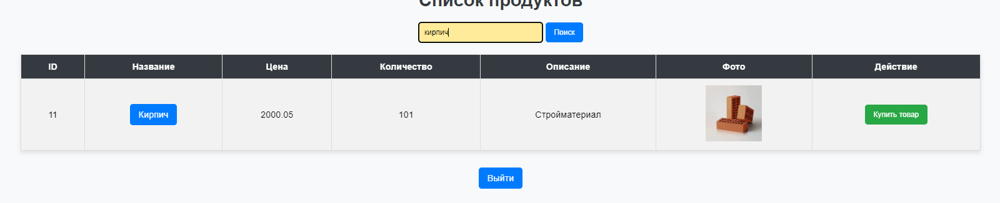 Список продуктов
кирпич Поиск
ID Название Цена Количество Описание Фото Действие
11 Кирпич 2000.05 101 Стройматериал Купить товар
Выйти